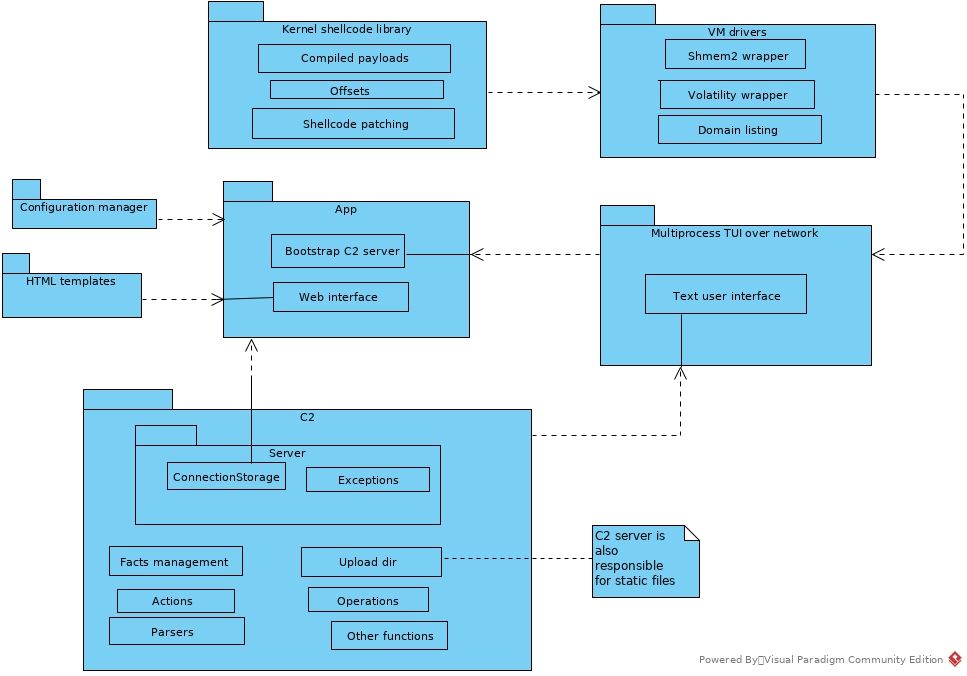 Kernel shellcode library
Compiled payloads
Offsets
Shellcode patching
VM drivers
Shmem2 wrapper
Volatility wrapper
Domain listing
Configuration manager
HTML templates
App
Bootstrap C2 server
Web interface
Multiprocess TUI over network
Text user interface
C2
Server
ConnectionStorage
Exceptions
Facts management
Actions
Parsers
Upload dir
Operations
Other functions
C2 server is
also
responsible
for static files
Powered By Visual Paradigm Community Edition